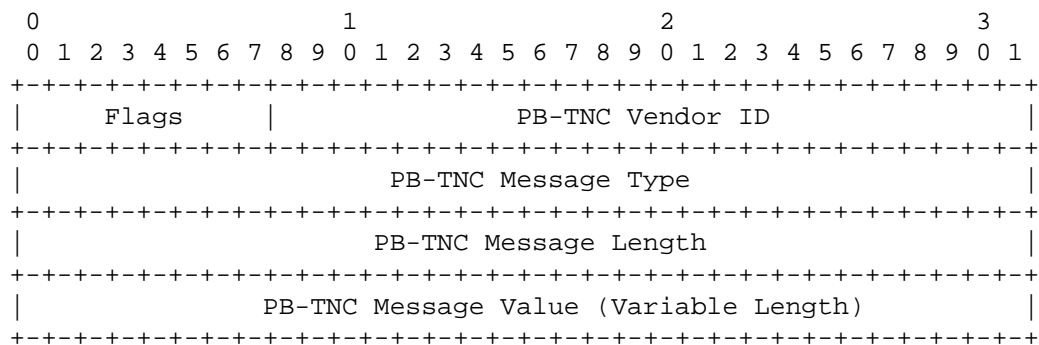 0                   1                   2                   3
 0 1 2 3 4 5 6 7 8 9 0 1 2 3 4 5 6 7 8 9 0 1 2 3 4 5 6 7 8 9 0 1
+-+-+-+-+-+-+-+-+-+-+-+-+-+-+-+-+-+-+-+-+-+-+-+-+-+-+-+-+-+-+-+-+
|     Flags     |               PB-TNC Vendor ID                |
+-+-+-+-+-+-+-+-+-+-+-+-+-+-+-+-+-+-+-+-+-+-+-+-+-+-+-+-+-+-+-+-+
|                       PB-TNC Message Type                     |
+-+-+-+-+-+-+-+-+-+-+-+-+-+-+-+-+-+-+-+-+-+-+-+-+-+-+-+-+-+-+-+-+
|                      PB-TNC Message Length                    |
+-+-+-+-+-+-+-+-+-+-+-+-+-+-+-+-+-+-+-+-+-+-+-+-+-+-+-+-+-+-+-+-+
|               PB-TNC Message Value (Variable Length)          |
+-+-+-+-+-+-+-+-+-+-+-+-+-+-+-+-+-+-+-+-+-+-+-+-+-+-+-+-+-+-+-+-+